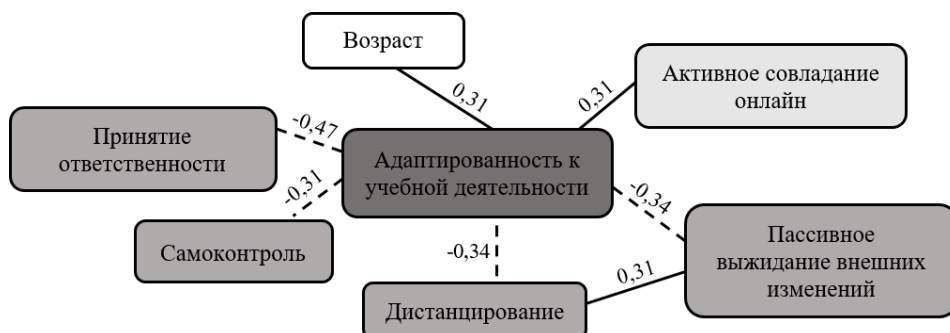 Возраст
0,31
0,31
Активное совладание
онлайн
Принятие
ответственности
-0,47
Адаптированность к
учебной деятельности
-0,31
-0,34
Самоконтроль
-0,34
Пассивное
выжидание внешних
изменений
0,31
Дистанцирование